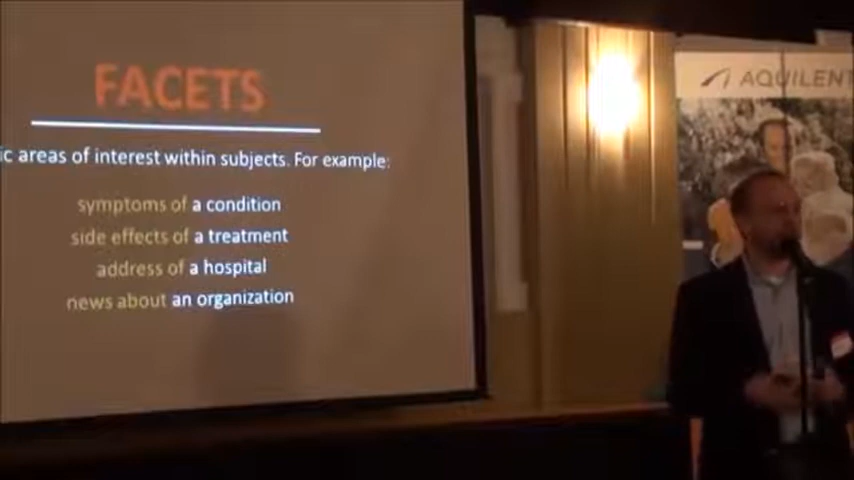 FACETS
ic areas of interest within subjects. For example:
symptoms of a condition
side effects of a treatment
address of a hospital
news about an organization
AQUILENT